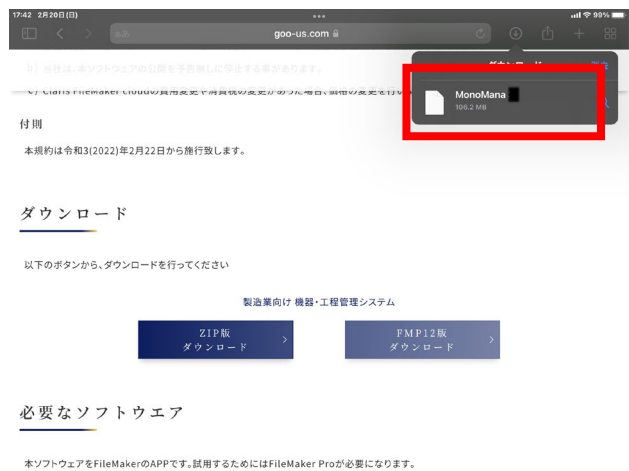 17:42 2月20日(日)
99%
ああ
goo-us.com
b) 当社は、本ソフトウェアの公開を予告無しに停止する事があります。
ダウンロード
消去
c) Claris FileMaker cloudの費用変更や消費税の変更があった場合、価格の変更を行い
MonoMana
106.2 MB
付則
本規約は令和3(2022)年2月22日から施行致します。
ダウンロード
以下のボタンから、ダウンロードを行ってください
製造業向け 機器・工程管理システム
ZIP版
ダウンロード
FMP12版
ダウンロード
必要なソフトウエア
本ソフトウェアをFileMakerのAPPです。試用するためにはFileMaker Proが必要になります。